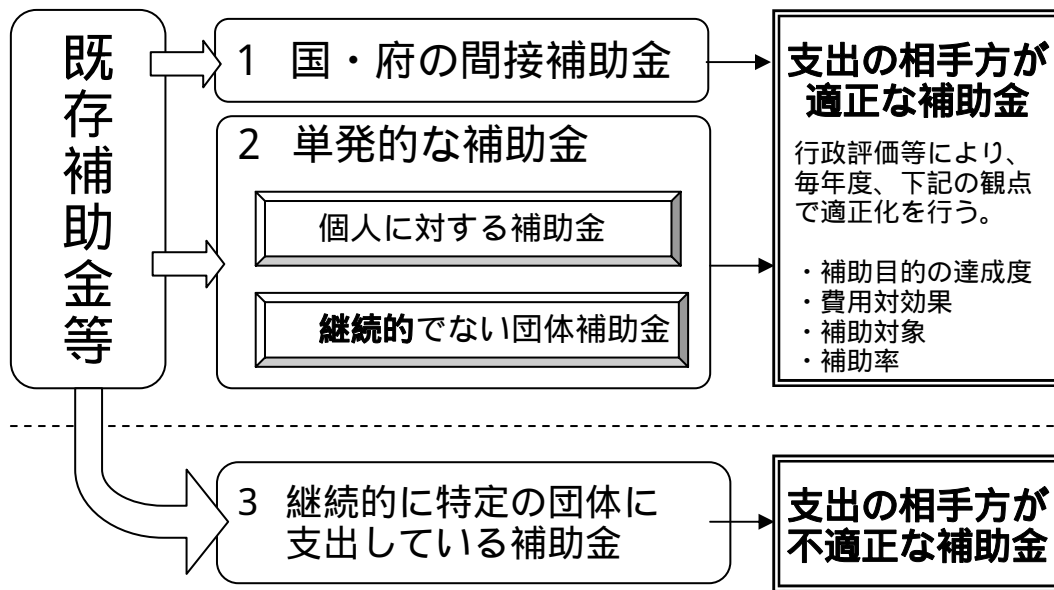 既存補助金等
1 国・府の間接補助金
2 単発的な補助金
個人に対する補助金
継続的でない団体補助金
支出の相手方が
適正な補助金
行政評価等により、
毎年度、下記の観点
で適正化を行う。
・補助目的の達成度
・費用対効果
・補助対象
・補助率
3 継続的に特定の団体に
支出している補助金
支出の相手方が
不適正な補助金